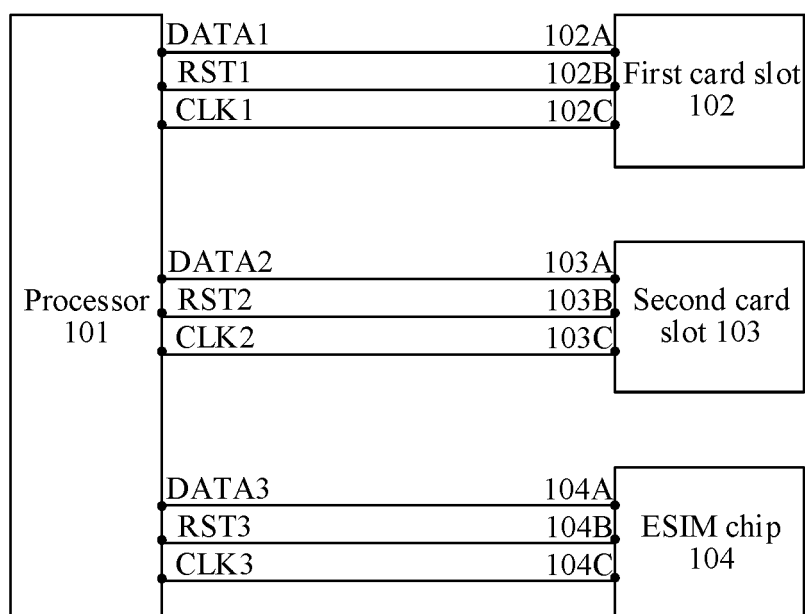 DATA1 102A
RST1 102B First card slot
CLK1 102C 102
DATA2 103A
Processor RST2 103B Second card
101 CLK2 103C slot 103
DATA3 104A
RST3 104B ESIM chip
CLK3 104C 104